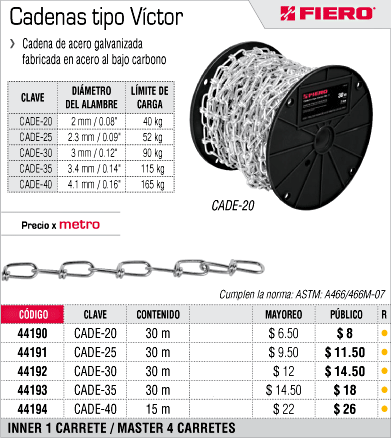 Cadenas tipo Víctor
FIERO®
Cadena de acero galvanizada
fabricada en acero al bajo carbono
CLAVE DIÁMETRO DEL ALAMBRE LÍMITE DE CARGA
CADE-20 2 mm / 0.08" 40 kg
CADE-25 2.3 mm / 0.09" 52 kg
CADE-30 3 mm / 0.12" 90 kg
CADE-35 3.4 mm / 0.14" 115 kg
CADE-40 4.1 mm / 0.16" 165 kg
FIERO
30 m
CADE-20
Precio x metro
Cumplen la norma: ASTM: A466/466M-07
CÓDIGO CLAVE CONTENIDO MAYOREO PÚBLICO R
44190 CADE-20 30 m $ 6.50 $ 8
44191 CADE-25 30 m $ 9.50 $ 11.50
44192 CADE-30 30 m $ 12 $ 14.50
44193 CADE-35 30 m $ 14.50 $ 18
44194 CADE-40 15 m $ 22 $ 26
INNER 1 CARRETE / MASTER 4 CARRETES